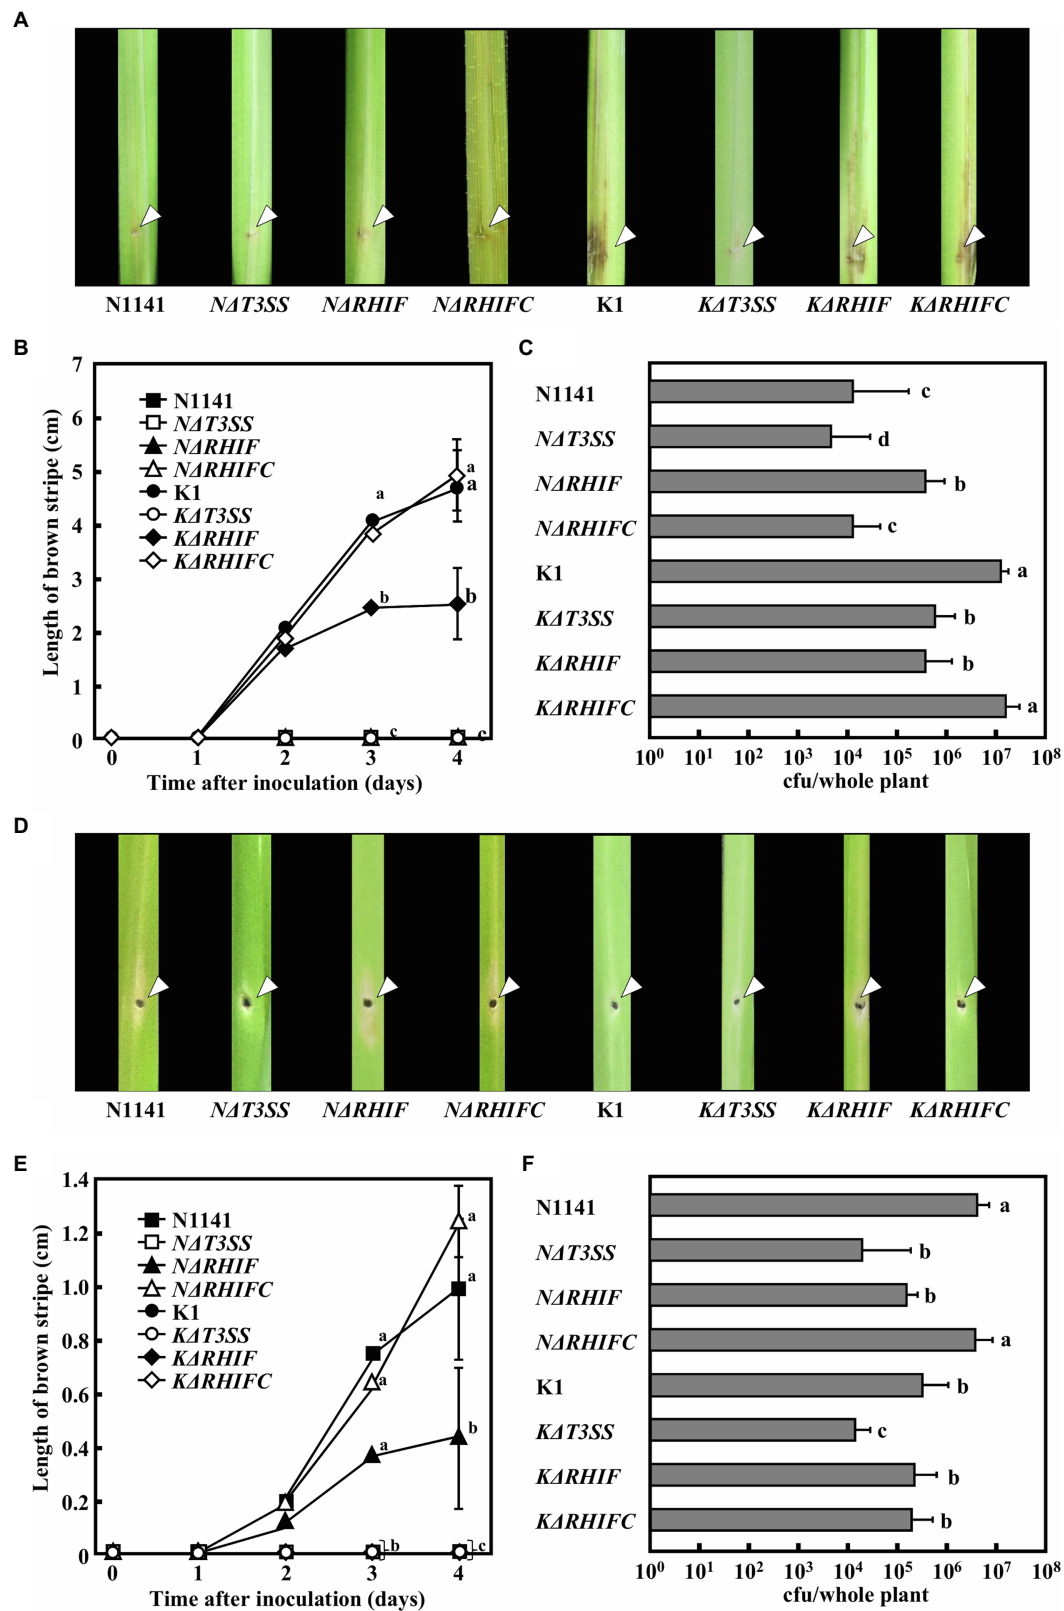 A
N1141 NΔT3SS NΔRHIF NΔRHIFC K1 KΔT3SS KΔRHIF KΔRHIFC
B
Length of brown stripe (cm)
7
6
5
4
3
2
1
0
N1141
NΔT3SS
NΔRHIF
NΔRHIFC
K1
KΔT3SS
KΔRHIF
KΔRHIFC
a
a
a
b
b
c
c
0 1 2 3 4
Time after inoculation (days)
C
N1141 c
NΔT3SS d
NΔRHIF b
NΔRHIFC c
K1 a
KΔT3SS b
KΔRHIF b
KΔRHIFC a
10⁰ 10¹ 10² 10³ 10⁴ 10⁵ 10⁶ 10⁷ 10⁸
cfu/whole plant
D
N1141 NΔT3SS NΔRHIF NΔRHIFC K1 KΔT3SS KΔRHIF KΔRHIFC
E
Length of brown stripe (cm)
1.4
1.2
1.0
0.8
0.6
0.4
0.2
0
N1141
NΔT3SS
NΔRHIF
NΔRHIFC
K1
KΔT3SS
KΔRHIF
KΔRHIFC
a
a
a
a
b
a
b
c
0 1 2 3 4
Time after inoculation (days)
F
N1141 a
NΔT3SS b
NΔRHIF b
NΔRHIFC a
K1 b
KΔT3SS c
KΔRHIF b
KΔRHIFC b
10⁰ 10¹ 10² 10³ 10⁴ 10⁵ 10⁶ 10⁷ 10⁸
cfu/whole plant